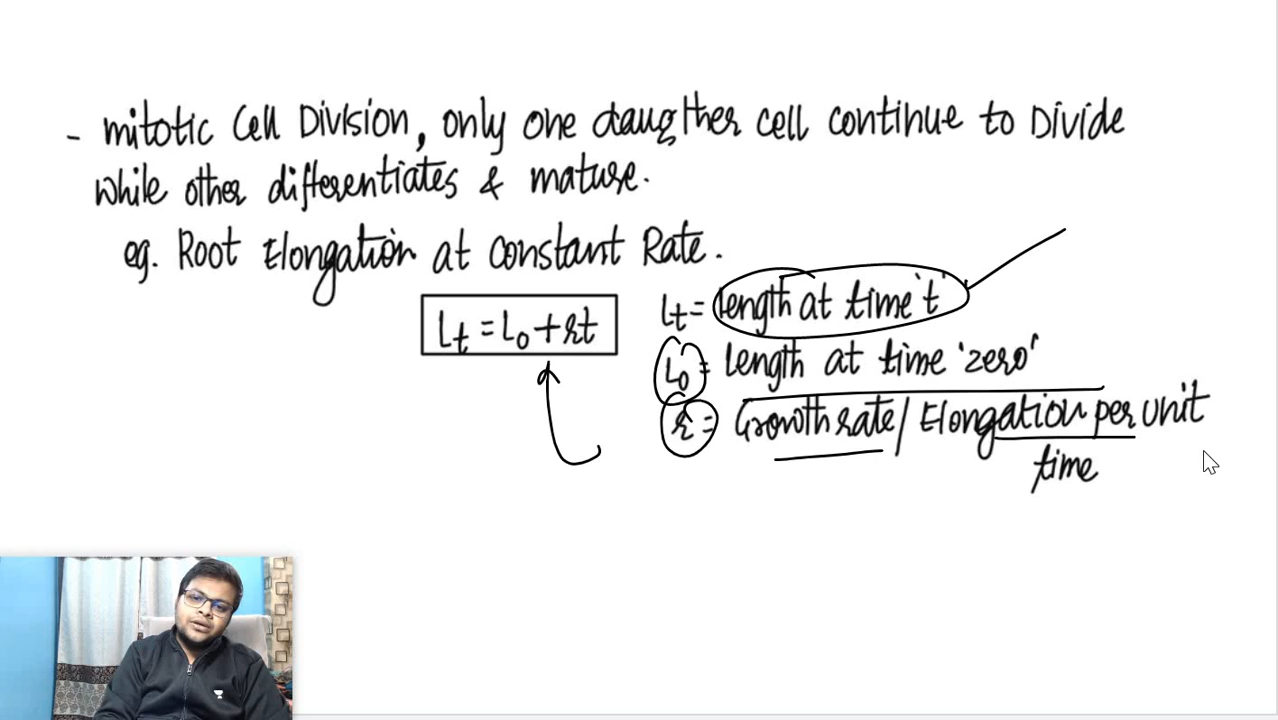 - mitotic Cell Division, only one daughther cell continue to Divide
while other differentiates & mature.
eg. Root Elongation at Constant Rate.
Lt = L0 + rt
Lt = length at time 't'
L0 = Length at time 'zero'
r = Growth rate / Elongation per unit
time